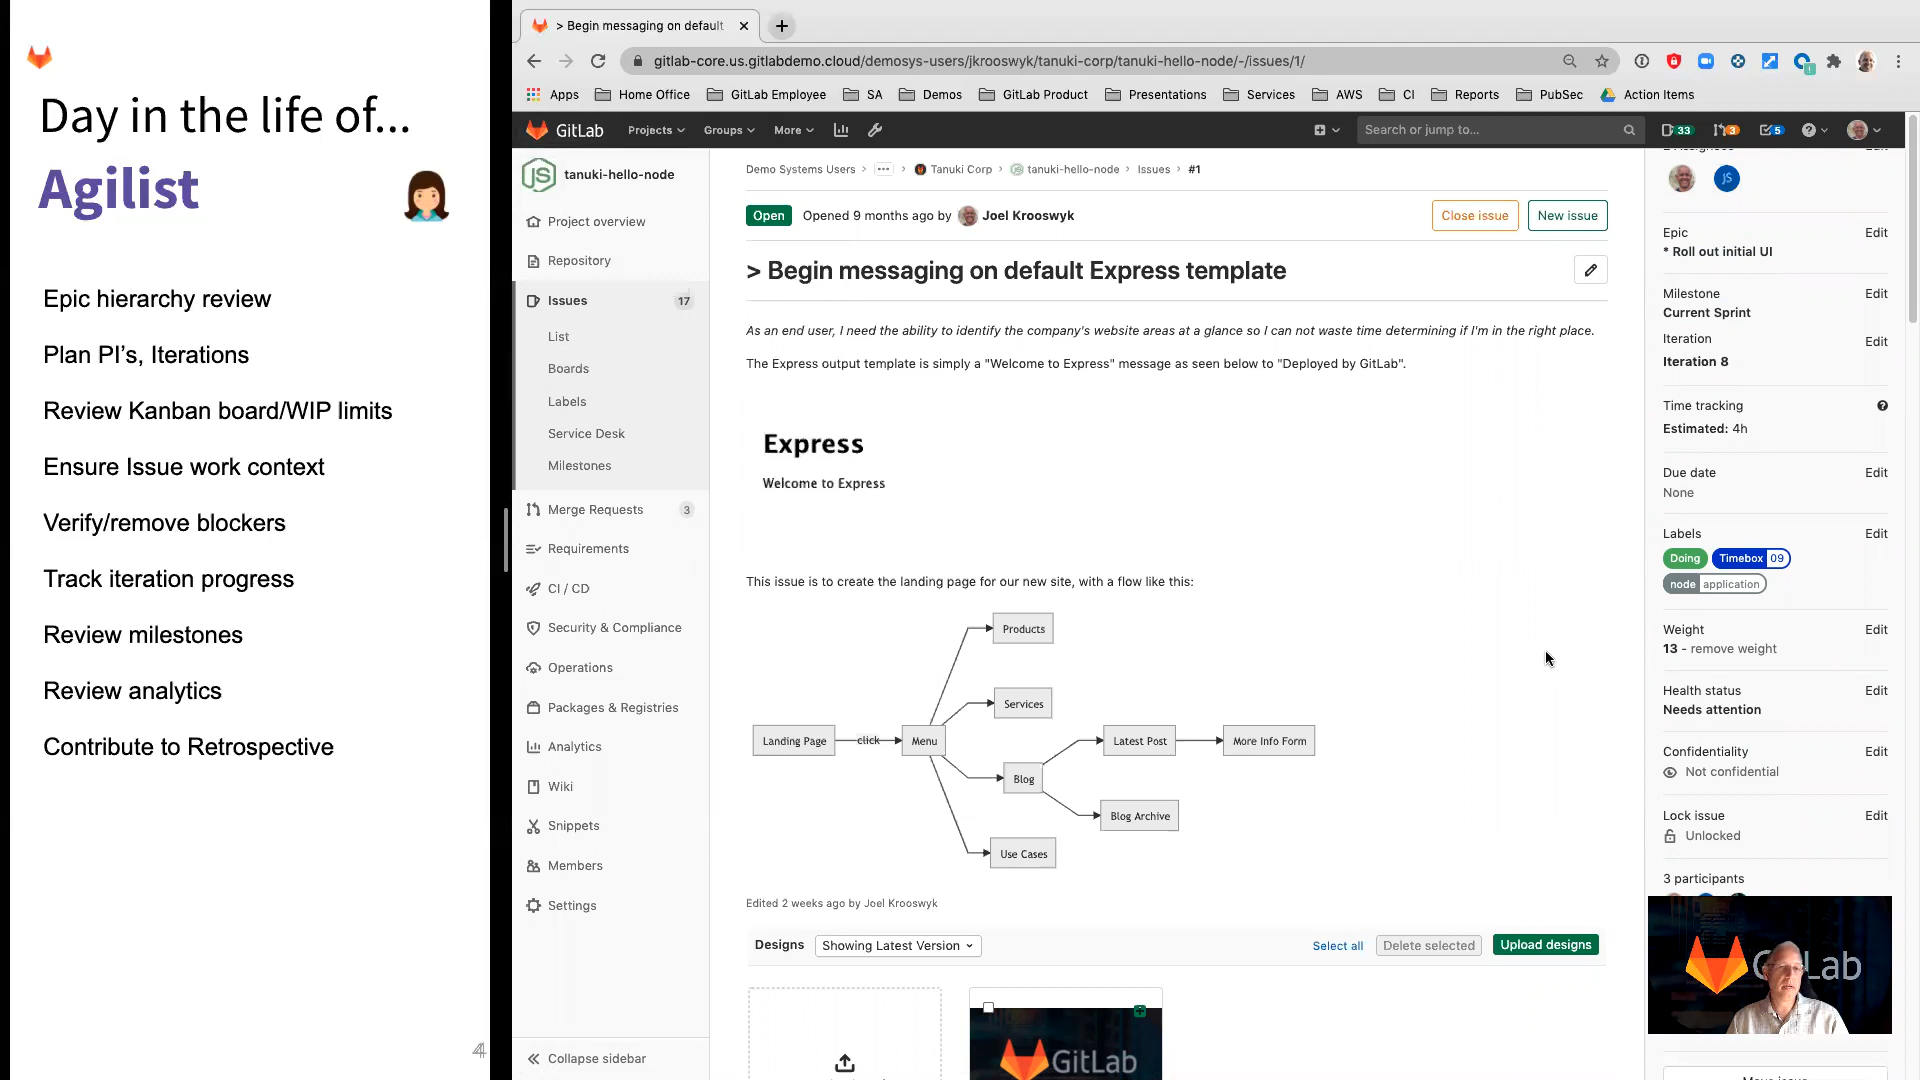 Day in the life of...
Agilist
Epic hierarchy review
Plan PI's, Iterations
Review Kanban board/WIP limits
Ensure Issue work context
Verify/remove blockers
Track iteration progress
Review milestones
Review analytics
Contribute to Retrospective
4
> Begin messaging on default
gitlab-core.us.gitlabdemo.cloud/demosys-users/jkrooswyk/tanuki-corp/tanuki-hello-node/-/issues/1/
Apps Home Office GitLab Employee SA Demos GitLab Product Presentations Services AWS CI Reports PubSec Action Items
GitLab Projects Groups More Search or jump to... 33 3 5
tanuki-hello-node
Project overview
Repository
Issues 17
List
Boards
Labels
Service Desk
Milestones
Merge Requests 3
Requirements
CI / CD
Security & Compliance
Operations
Packages & Registries
Analytics
Wiki
Snippets
Members
Settings
Collapse sidebar
Demo Systems Users > ... > Tanuki Corp > tanuki-hello-node > Issues > #1
Open Opened 9 months ago by Joel Krooswyk Close issue New issue
> Begin messaging on default Express template
As an end user, I need the ability to identify the company's website areas at a glance so I can not waste time determining if I'm in the right place.
The Express output template is simply a "Welcome to Express" message as seen below to "Deployed by GitLab".
Express
Welcome to Express
This issue is to create the landing page for our new site, with a flow like this:
Products
Services
Landing Page click Menu Latest Post More Info Form
Blog
Blog Archive
Use Cases
Edited 2 weeks ago by Joel Krooswyk
Designs Showing Latest Version Select all Delete selected Upload designs
GitLab
JS
Epic Edit
* Roll out initial UI
Milestone Edit
Current Sprint
Iteration Edit
Iteration 8
Time tracking
Estimated: 4h
Due date Edit
None
Labels Edit
Doing Timebox 09
node application
Weight Edit
13 - remove weight
Health status Edit
Needs attention
Confidentiality Edit
Not confidential
Lock issue Edit
Unlocked
3 participants